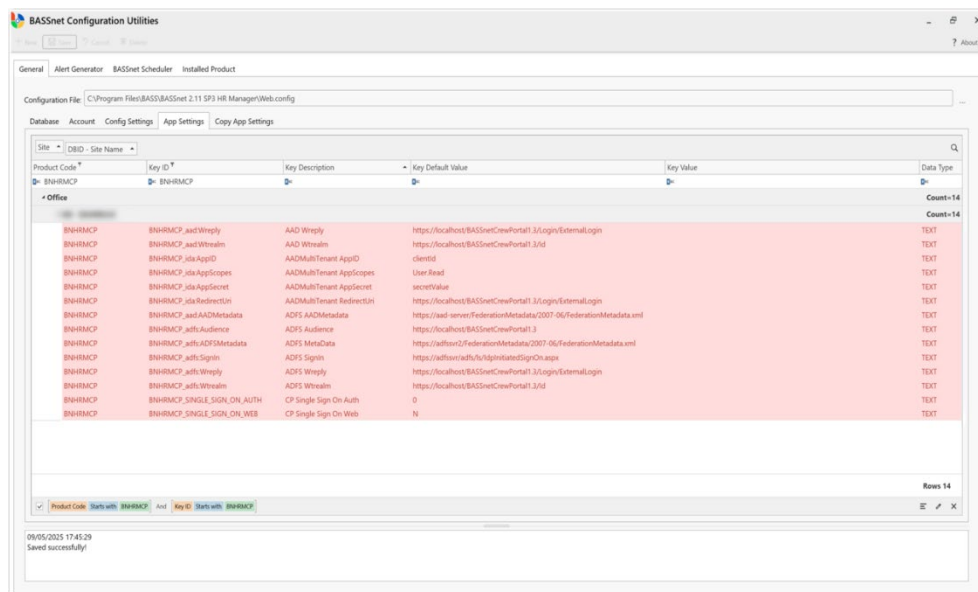 BASSnet Configuration Utilities
New Save Cancel Delete ? About
General Alert Generator BASSnet Scheduler Installed Product
Configuration File: C:\Program Files\BASS\BASSnet 2.11 SP3 HR Manager\Web.config ...
Database Account Config Settings App Settings Copy App Settings
Site DBID - Site Name
Product Code Key ID Key Description Key Default Value Key Value Data Type
BNHRMCP BNHRMCP
Office Count=14
Count=14
BNHRMCP BNHRMCP_aad:Wreply AAD Wreply https://localhost/BASSnetCrewPortal1.3/Login/ExternalLogin TEXT
BNHRMCP BNHRMCP_aad:Wtrealm AAD Wtrealm https://localhost/BASSnetCrewPortal1.3/Id TEXT
BNHRMCP BNHRMCP_ida:AppID AADMultiTenant AppID clientId TEXT
BNHRMCP BNHRMCP_ida:AppScopes AADMultiTenant AppScopes User.Read TEXT
BNHRMCP BNHRMCP_ida:AppSecret AADMultiTenant AppSecret secretValue TEXT
BNHRMCP BNHRMCP_ida:RedirectUri AADMultiTenant RedirectUri https://localhost/BASSnetCrewPortal1.3/Login/ExternalLogin TEXT
BNHRMCP BNHRMCP_aad:AADMetadata ADFS AADMetadata https://aad-server/FederationMetadata/2007-06/FederationMetadata.xml TEXT
BNHRMCP BNHRMCP_adfs:Audience ADFS Audience https://localhost/BASSnetCrewPortal1.3 TEXT
BNHRMCP BNHRMCP_adfs:ADFSMetadata ADFS MetaData https://adfssvr2/FederationMetadata/2007-06/FederationMetadata.xml TEXT
BNHRMCP BNHRMCP_adfs:SignIn ADFS SignIn https://adfssvr/adfs/ls/IdpInitiatedSignOn.aspx TEXT
BNHRMCP BNHRMCP_adfs:Wreply ADFS Wreply https://localhost/BASSnetCrewPortal1.3/Login/ExternalLogin TEXT
BNHRMCP BNHRMCP_adfs:Wtrealm ADFS Wtrealm https://localhost/BASSnetCrewPortal1.3/Id TEXT
BNHRMCP BNHRMCP_SINGLE_SIGN_ON_AUTH CP Single Sign On Auth 0 TEXT
BNHRMCP BNHRMCP_SINGLE_SIGN_ON_WEB CP Single Sign On Web N TEXT
Rows 14
Product Code Starts with BNHRMCP And Key ID Starts with BNHRMCP
09/05/2025 17:45:29
Saved successfully!